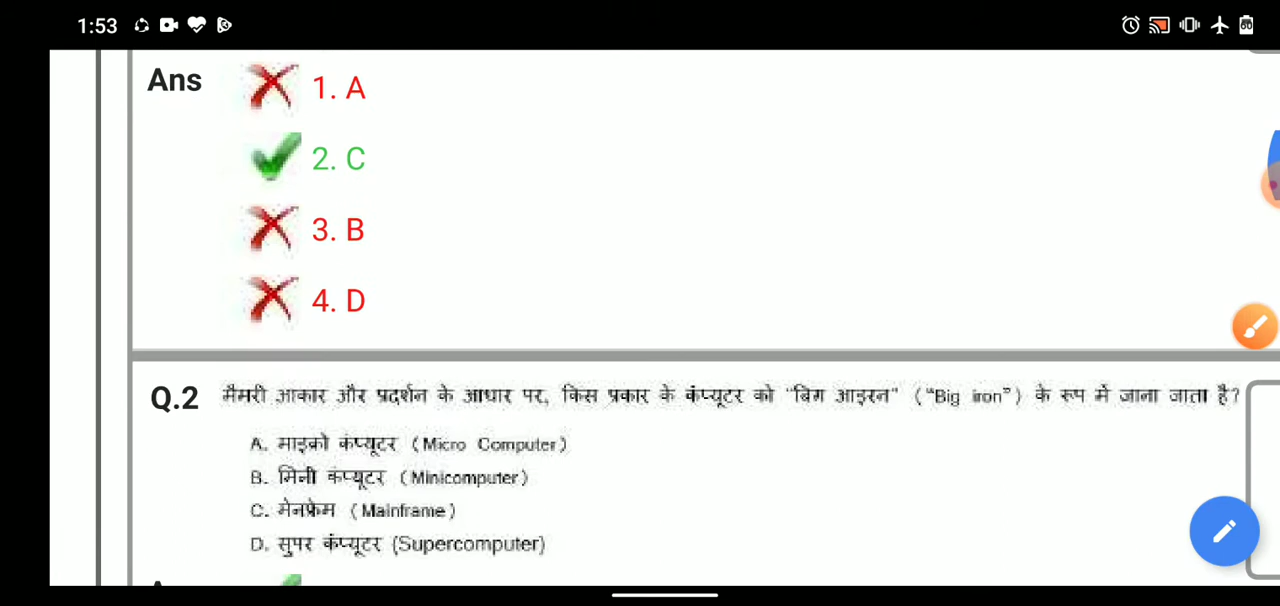 1:53
60
Ans
1. A
2. C
3. B
4. D
Q.2 मैमरी आकार और प्रदर्शन के आधार पर, किस प्रकार के कंप्यूटर को "बिग आइरन" ("Big iron") के रूप में जाना जाता है?
A. माइक्रो कंप्यूटर (Micro Computer)
B. मिनी कंप्यूटर (Minicomputer)
C. मेनफ्रेम (Mainframe)
D. सुपर कंप्यूटर (Supercomputer)